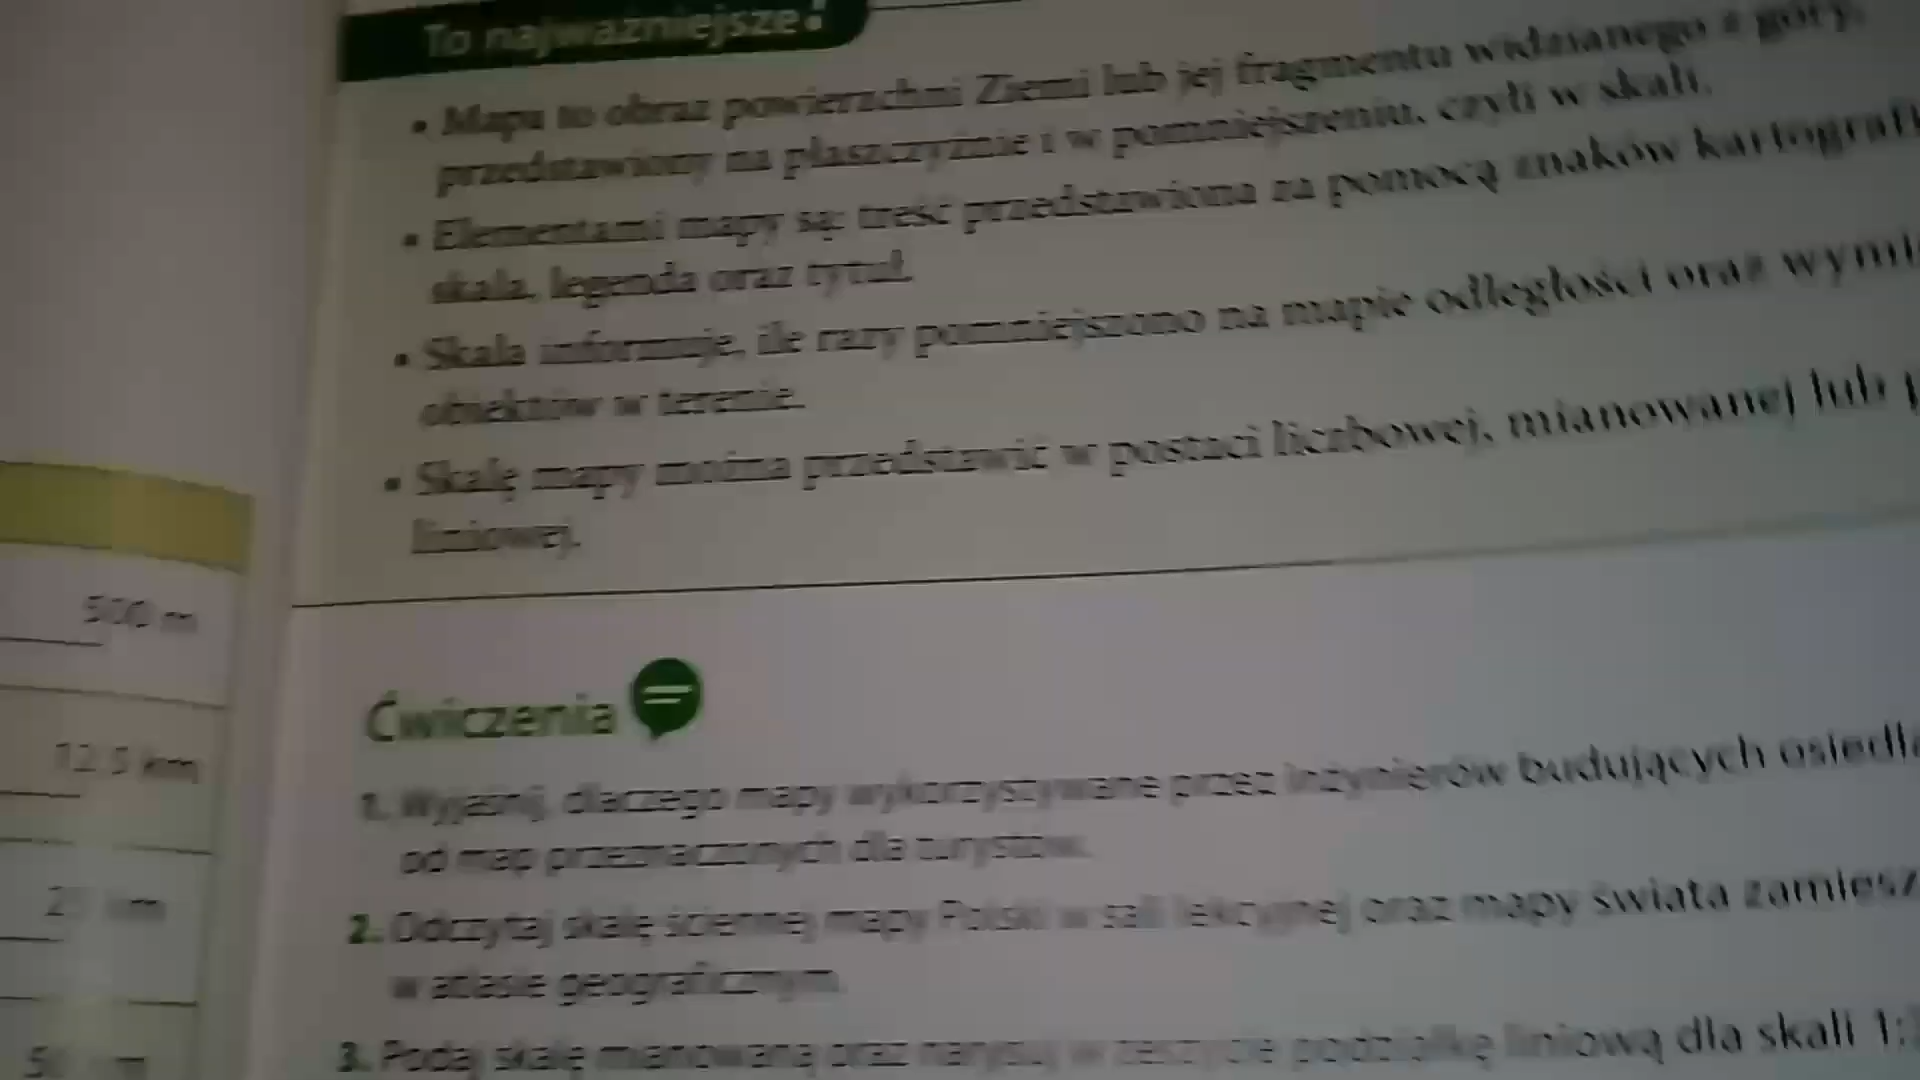 To najważniejsze!
• Mapa to obraz powierzchni Ziemi lub jej fragmentu widzianego z góry,
przedstawiony na płaszczyźnie i w pomniejszeniu, czyli w skali.
• Elementami mapy są: treść przedstawiona za pomocą znaków kartografi
skala, legenda oraz tytuł.
• Skala informuje, ile razy pomniejszono na mapie odległości oraz wymi
obiektów w terenie.
• Skalę mapy można przedstawić w postaci liczbowej, mianowanej lub p
liniowej.
500 m
12,5 km
Ćwiczenia
1. Wyjaśnij, dlaczego mapy wykorzystywane przez inżynierów budujących osiedla
od map przeznaczonych dla turystów.
2. Odczytaj skalę ściennej mapy Polski w sali lekcyjnej oraz mapy świata zamiesz
w atlasie geograficznym.
3. Podaj skalę mianowaną oraz narysuj w zeszycie podziałkę liniową dla skali 1: